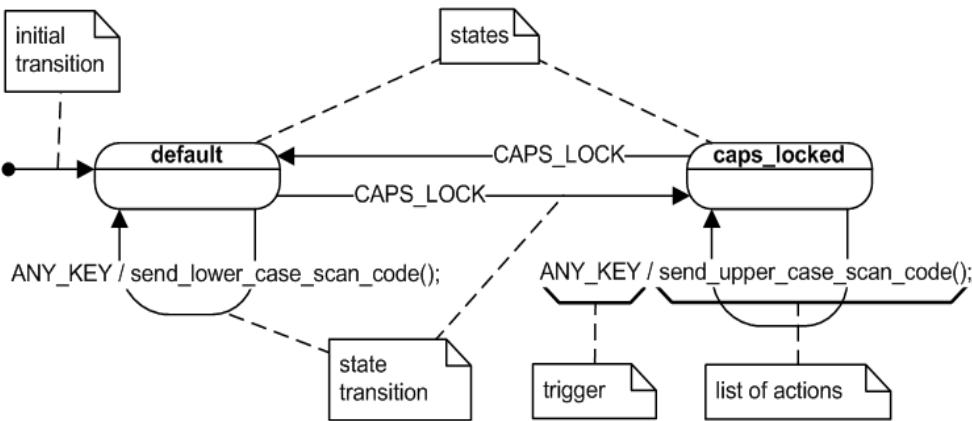 initial
transition
states
default
CAPS_LOCK
caps_locked
CAPS_LOCK
ANY_KEY / send_lower_case_scan_code();
ANY_KEY / send_upper_case_scan_code();
state
transition
trigger
list of actions